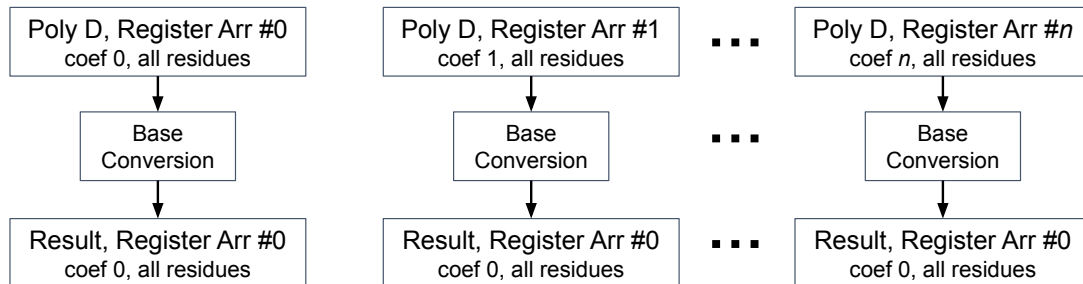 Poly D, Register Arr #0
coef 0, all residues
Poly D, Register Arr #1
coef 1, all residues
Poly D, Register Arr #n
coef n, all residues
Base
Conversion
Base
Conversion
Base
Conversion
Result, Register Arr #0
coef 0, all residues
Result, Register Arr #0
coef 0, all residues
Result, Register Arr #0
coef 0, all residues